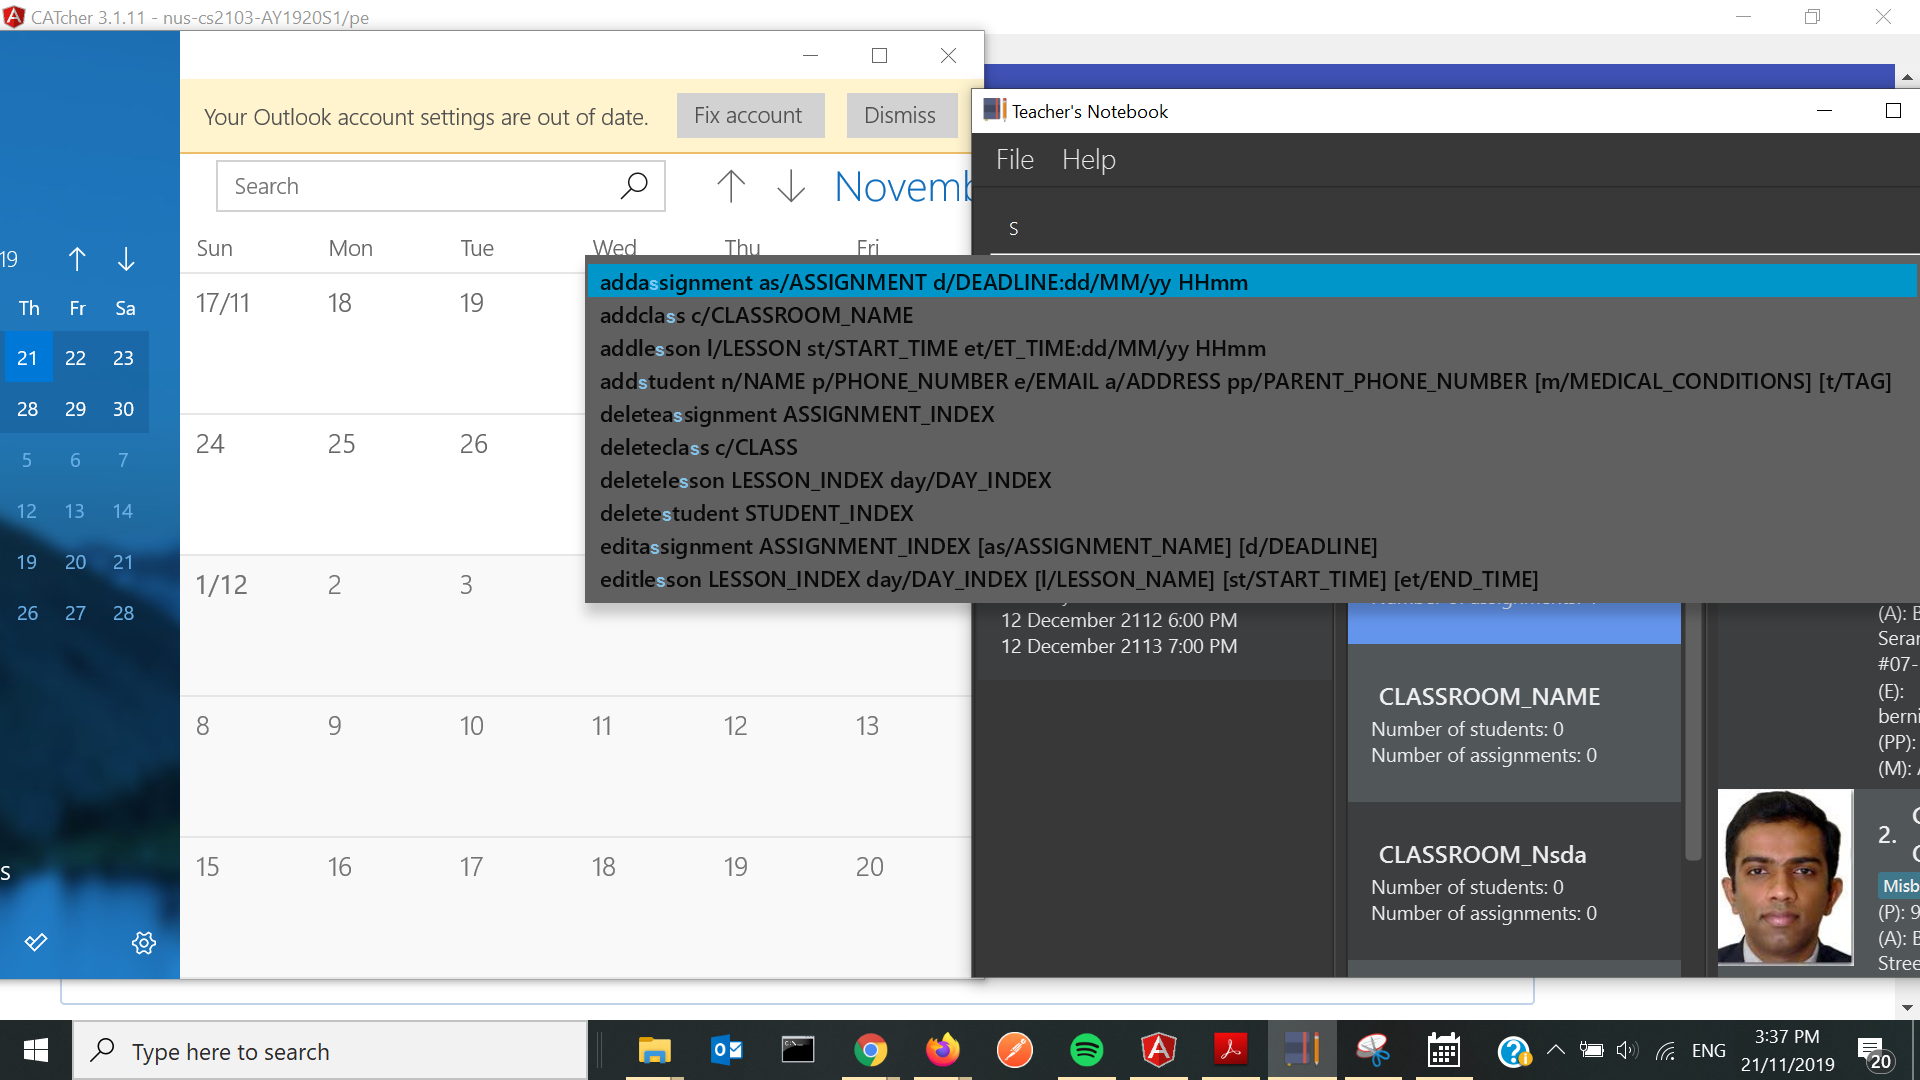 CATcher 3.1.11 - nus-cs2103-AY1920S1/pe
Your Outlook account settings are out of date.
Fix account
Dismiss
Search
Novemb
Sun Mon Tue Wed Thu Fri
17/11 18 19
24 25 26
1/12 2 3
8 9 10 11 12 13
15 16 17 18 19 20
19
Th Fr Sa
21 22 23
28 29 30
5 6 7
12 13 14
19 20 21
26 27 28
S
Teacher's Notebook
File Help
s
addassignment as/ASSIGNMENT d/DEADLINE:dd/MM/yy HHmm
addclass c/CLASSROOM_NAME
addlesson l/LESSON st/START_TIME et/ET_TIME:dd/MM/yy HHmm
addstudent n/NAME p/PHONE_NUMBER e/EMAIL a/ADDRESS pp/PARENT_PHONE_NUMBER [m/MEDICAL_CONDITIONS] [t/TAG]
deleteassignment ASSIGNMENT_INDEX
deleteclass c/CLASS
deletelesson LESSON_INDEX day/DAY_INDEX
deletestudent STUDENT_INDEX
editassignment ASSIGNMENT_INDEX [as/ASSIGNMENT_NAME] [d/DEADLINE]
editlesson LESSON_INDEX day/DAY_INDEX [l/LESSON_NAME] [st/START_TIME] [et/END_TIME]
12 December 2112 6:00 PM
12 December 2113 7:00 PM
CLASSROOM_NAME
Number of students: 0
Number of assignments: 0
CLASSROOM_Nsda
Number of students: 0
Number of assignments: 0
(A): B
Serar
#07-
(E):
berni
(PP):
(M): A
2.
Misb
(P): 9
(A): B
Stree
Type here to search
ENG
3:37 PM
21/11/2019
20